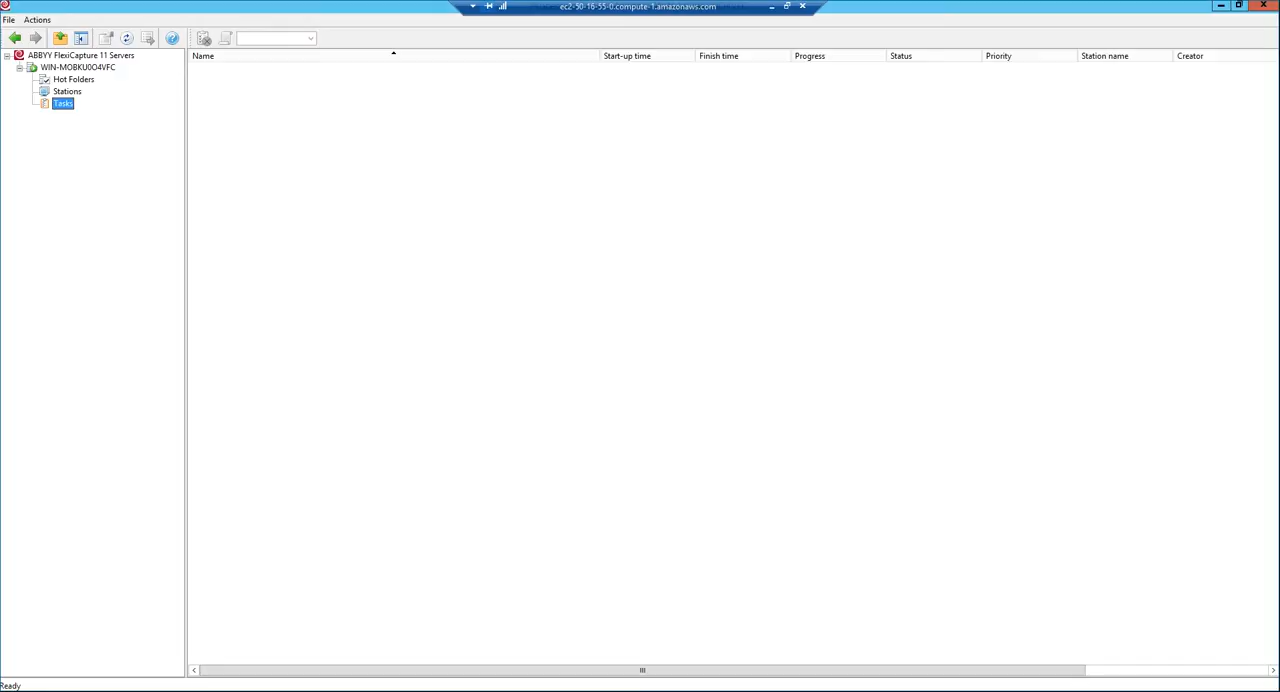 ec2-50-16-55-0.compute-1.amazonaws.com
File Actions
ABBYY FlexiCapture 11 Servers
WIN-MOBKU0O4VFC
Hot Folders
Stations
Tasks
Name Start-up time Finish time Progress Status Priority Station name Creator
Ready